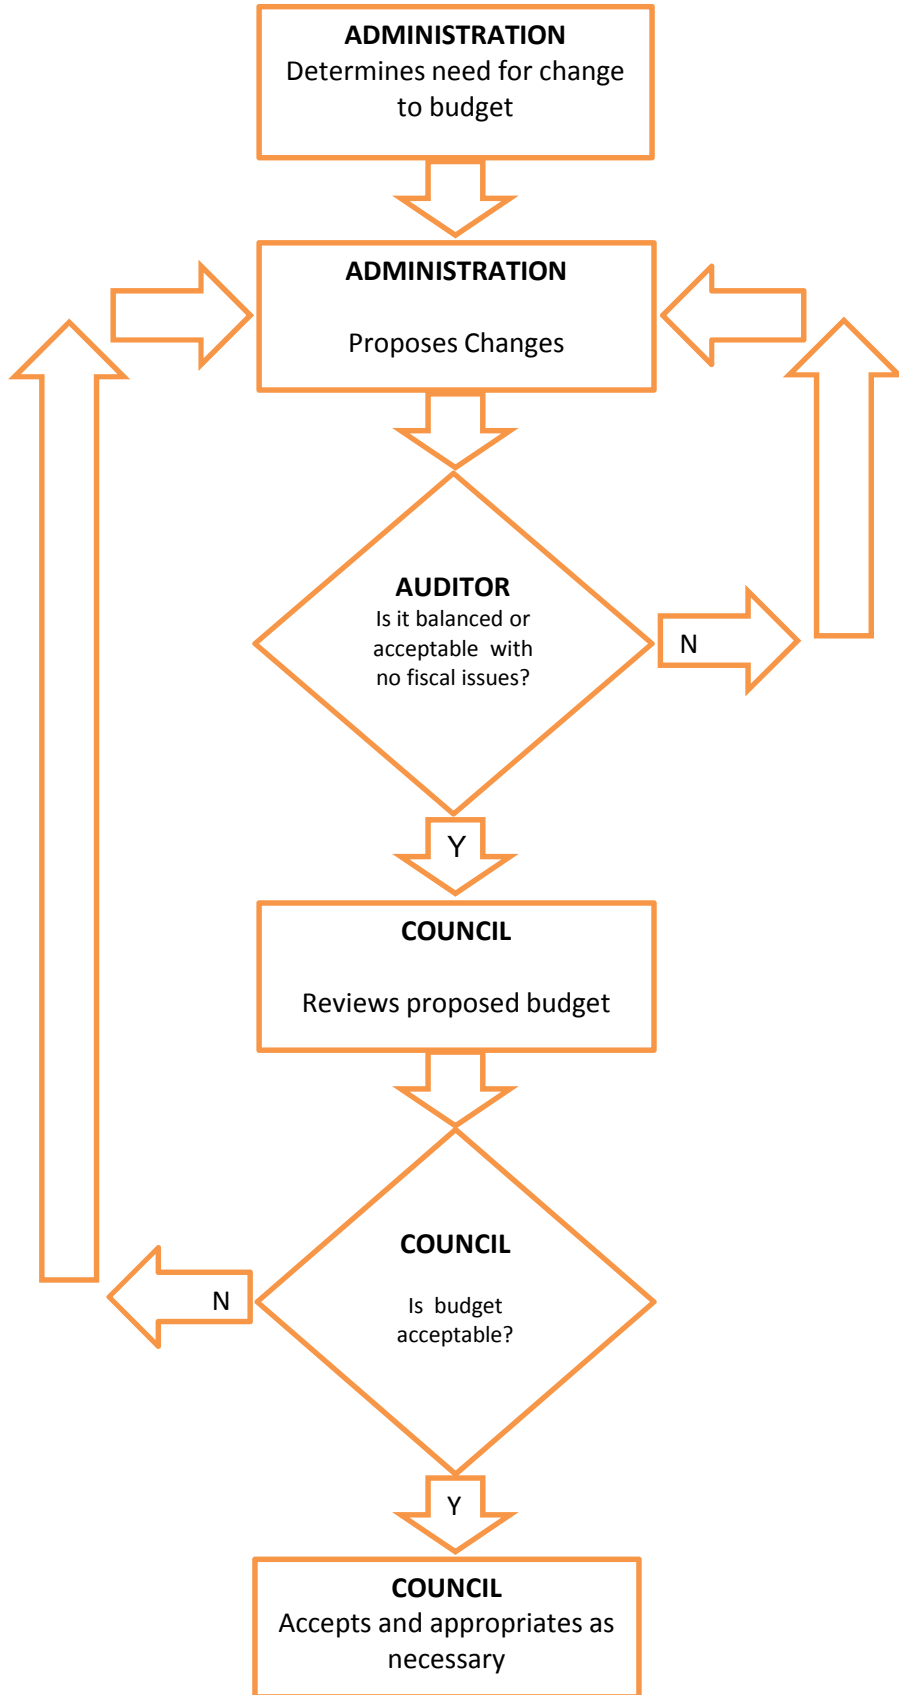 ADMINISTRATION
Determines need for change
to budget
ADMINISTRATION
Proposes Changes
AUDITOR
Is it balanced or
acceptable with
no fiscal issues?
N
Y
COUNCIL
Reviews proposed budget
COUNCIL
Is budget
acceptable?
N
Y
COUNCIL
Accepts and appropriates as
necessary